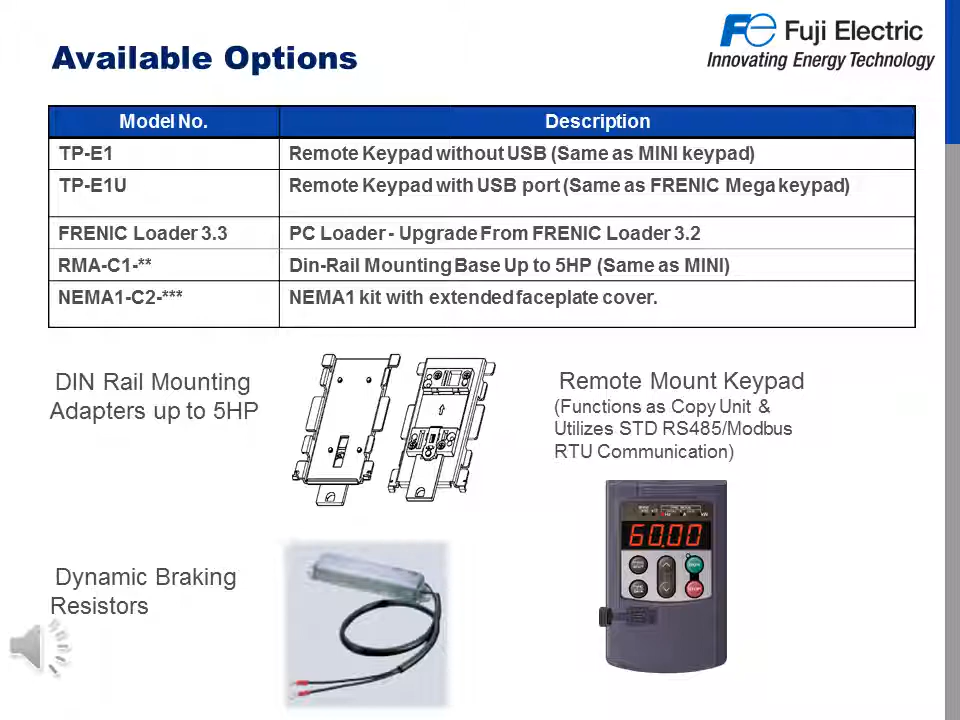 Available Options
Fe Fuji Electric
Innovating Energy Technology
Model No. Description
TP-E1 Remote Keypad without USB (Same as MINI keypad)
TP-E1U Remote Keypad with USB port (Same as FRENIC Mega keypad)
FRENIC Loader 3.3 PC Loader - Upgrade From FRENIC Loader 3.2
RMA-C1-** Din-Rail Mounting Base Up to 5HP (Same as MINI)
NEMA1-C2-*** NEMA1 kit with extended faceplate cover.
DIN Rail Mounting
Adapters up to 5HP
Remote Mount Keypad
(Functions as Copy Unit &
Utilizes STD RS485/Modbus
RTU Communication)
60.00
Dynamic Braking
Resistors